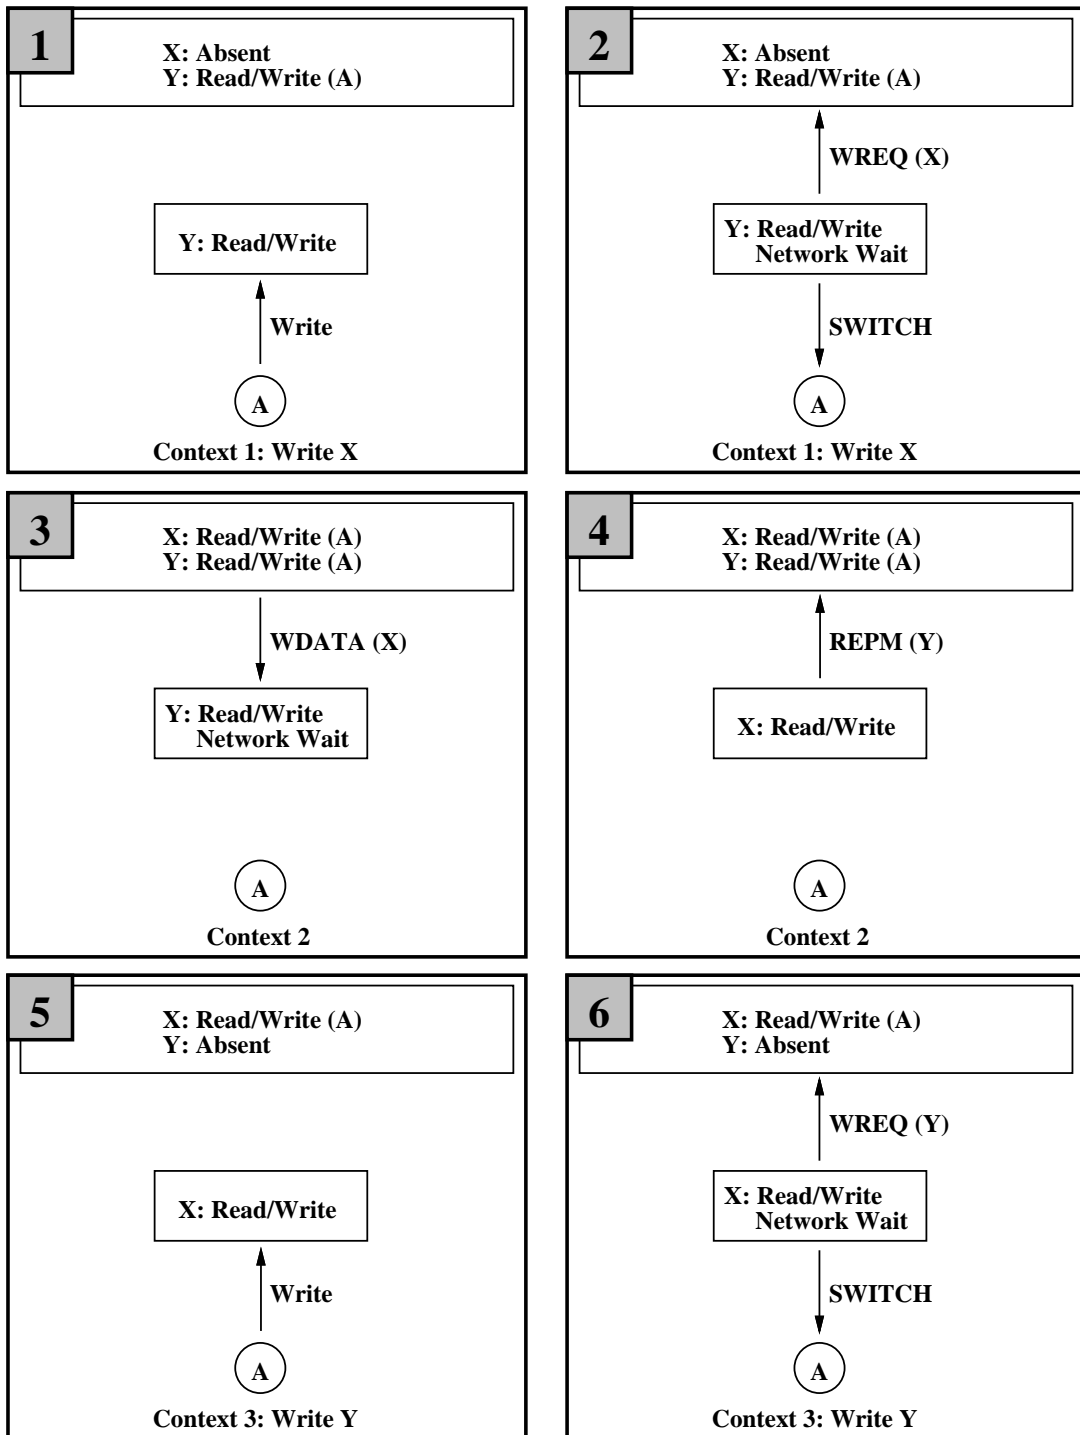 1
X: Absent
Y: Read/Write (A)
Y: Read/Write
Write
A
Context 1: Write X
2
X: Absent
Y: Read/Write (A)
WREQ (X)
Y: Read/Write
Network Wait
SWITCH
A
Context 1: Write X
3
X: Read/Write (A)
Y: Read/Write (A)
WDATA (X)
Y: Read/Write
Network Wait
A
Context 2
4
X: Read/Write (A)
Y: Read/Write (A)
REPM (Y)
X: Read/Write
A
Context 2
5
X: Read/Write (A)
Y: Absent
X: Read/Write
Write
A
Context 3: Write Y
6
X: Read/Write (A)
Y: Absent
WREQ (Y)
X: Read/Write
Network Wait
SWITCH
A
Context 3: Write Y